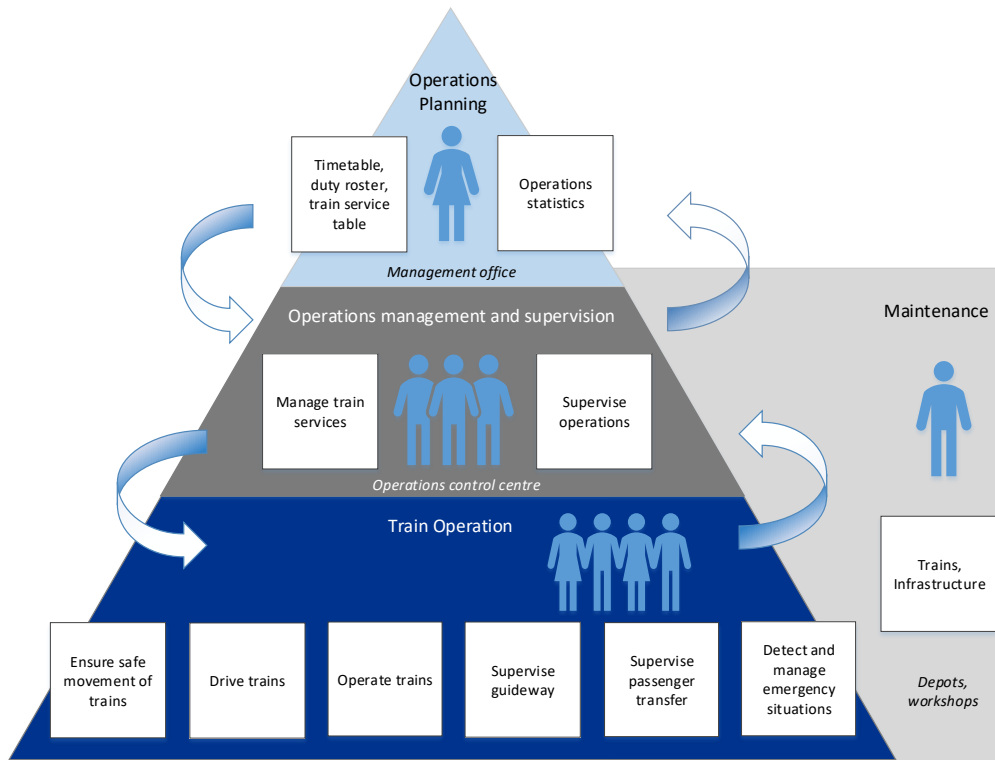 Operations
Planning
Timetable,
duty roster,
train service
table
Operations
statistics
Management office
Operations management and supervision
Manage train
services
Supervise
operations
Operations control centre
Maintenance
Trains,
Infrastructure
Depots,
workshops
Train Operation
Ensure safe
movement of
trains
Drive trains
Operate trains
Supervise
guideway
Supervise
passenger
transfer
Detect and
manage
emergency
situations